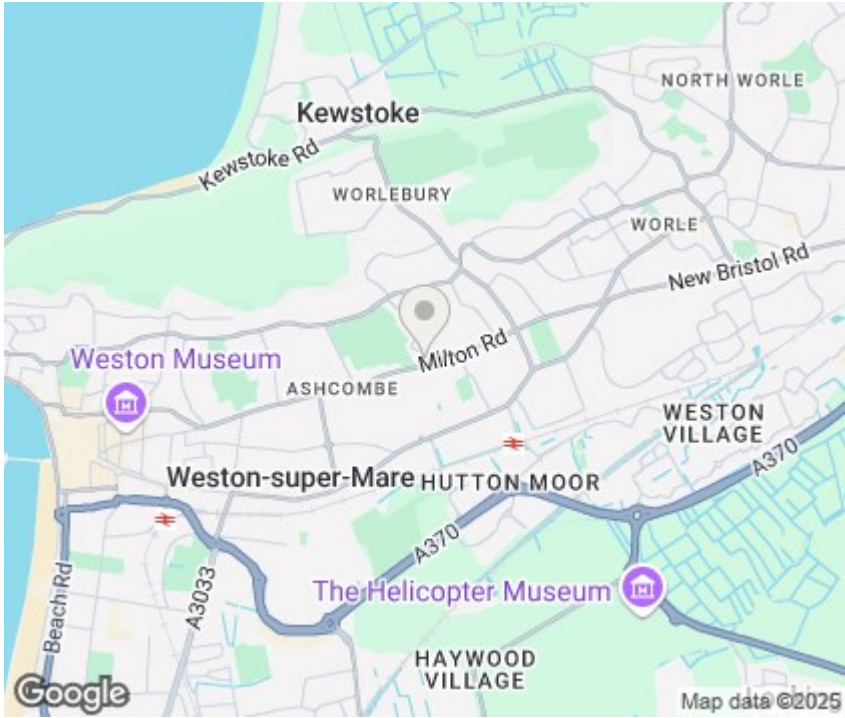 NORTH WORLE
Kewstoke
Kewstoke Rd
WORLEBURY
WORLE
New Bristol Rd
Milton Rd
Weston Museum
ASHCOMBE
WESTON
VILLAGE
A370
Weston-super-Mare
HUTTON MOOR
A370
A3033
Beach Rd
The Helicopter Museum
HAYWOOD
VILLAGE
Google
Map data ©2025